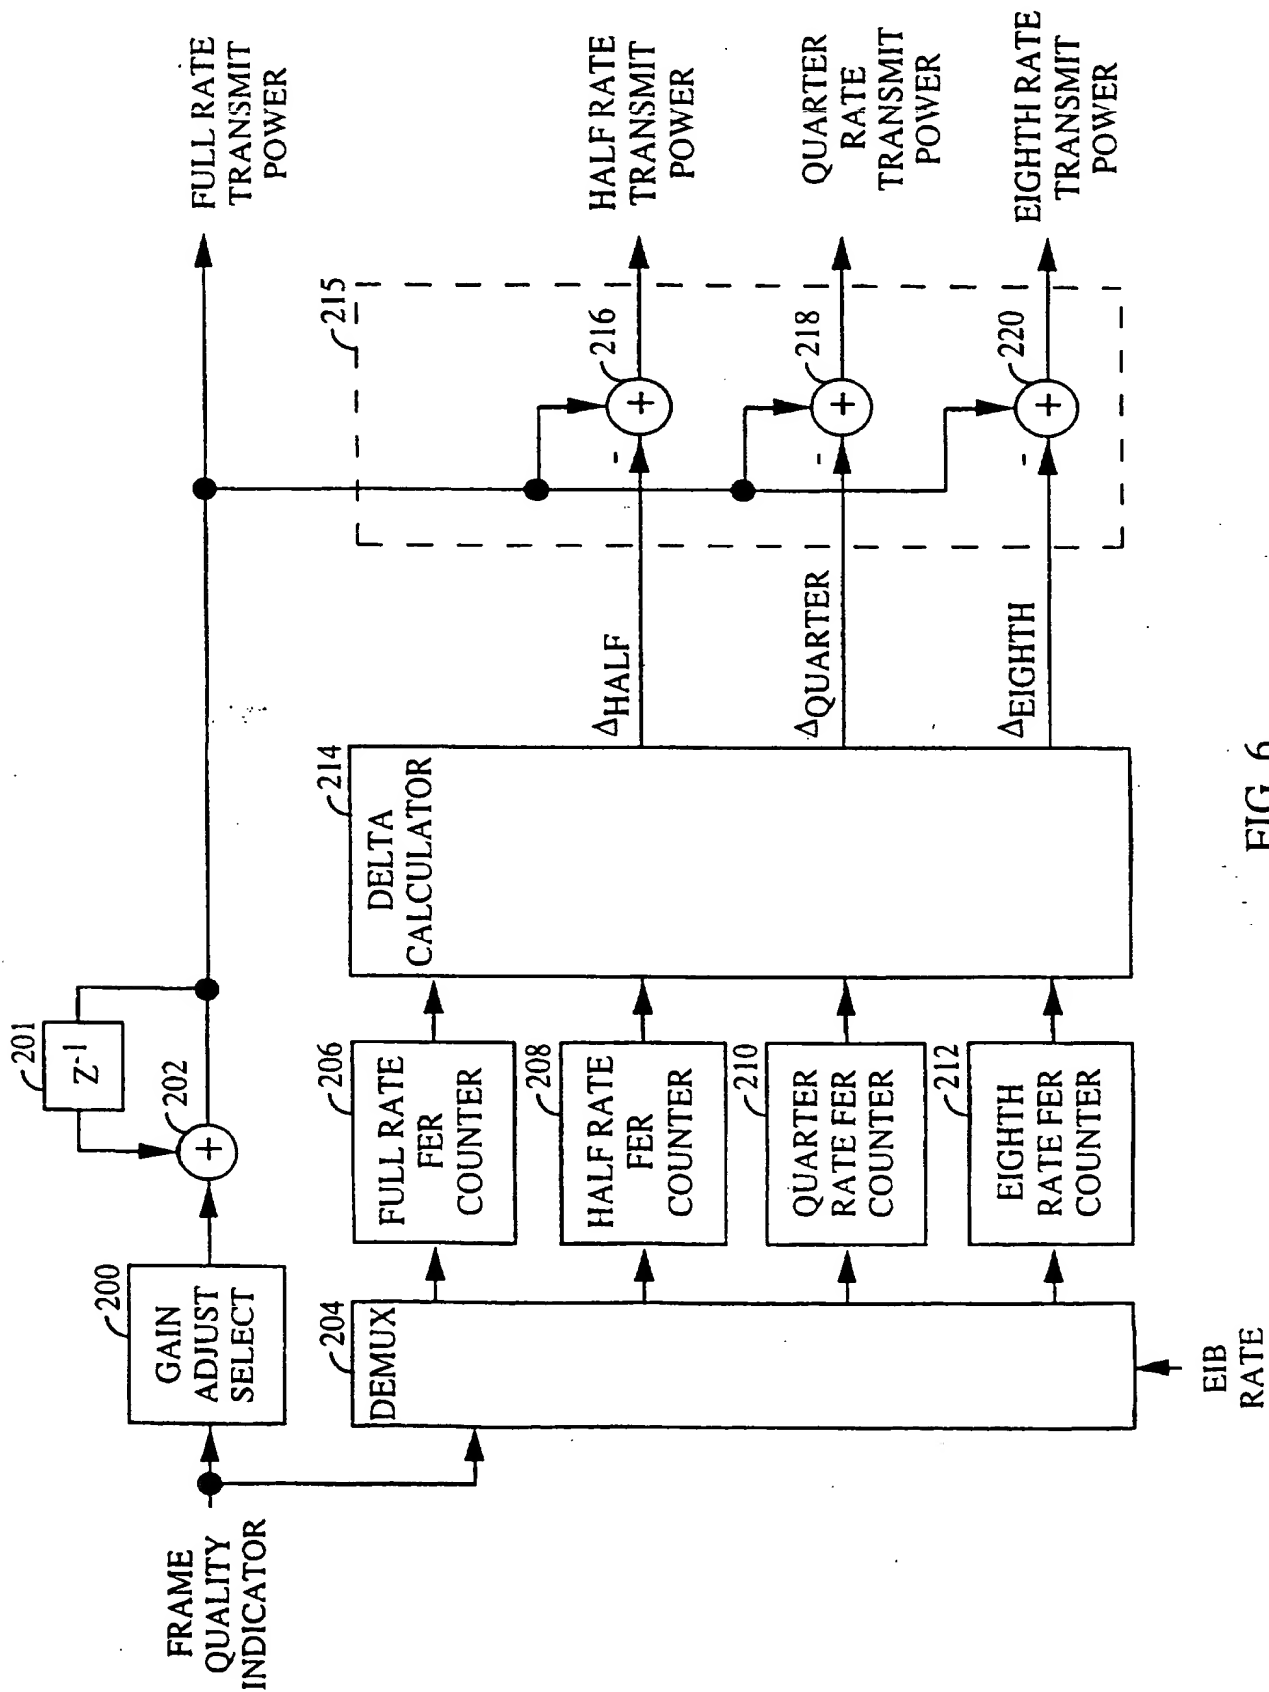 FRAME
QUALITY
INDICATOR
200
GAIN
ADJUST
SELECT
201
Z-1
202
+
FULL RATE
TRANSMIT
POWER
204
DEMUX
EIB
RATE
206
FULL RATE
FER
COUNTER
208
HALF RATE
FER
COUNTER
210
QUARTER
RATE FER
COUNTER
212
EIGHTH
RATE FER
COUNTER
214
DELTA
CALCULATOR
ΔHALF
ΔQUARTER
ΔEIGHTH
215
216
+
-
218
+
-
220
+
-
HALF RATE
TRANSMIT
POWER
QUARTER
RATE
TRANSMIT
POWER
EIGHTH RATE
TRANSMIT
POWER
FIG. 6